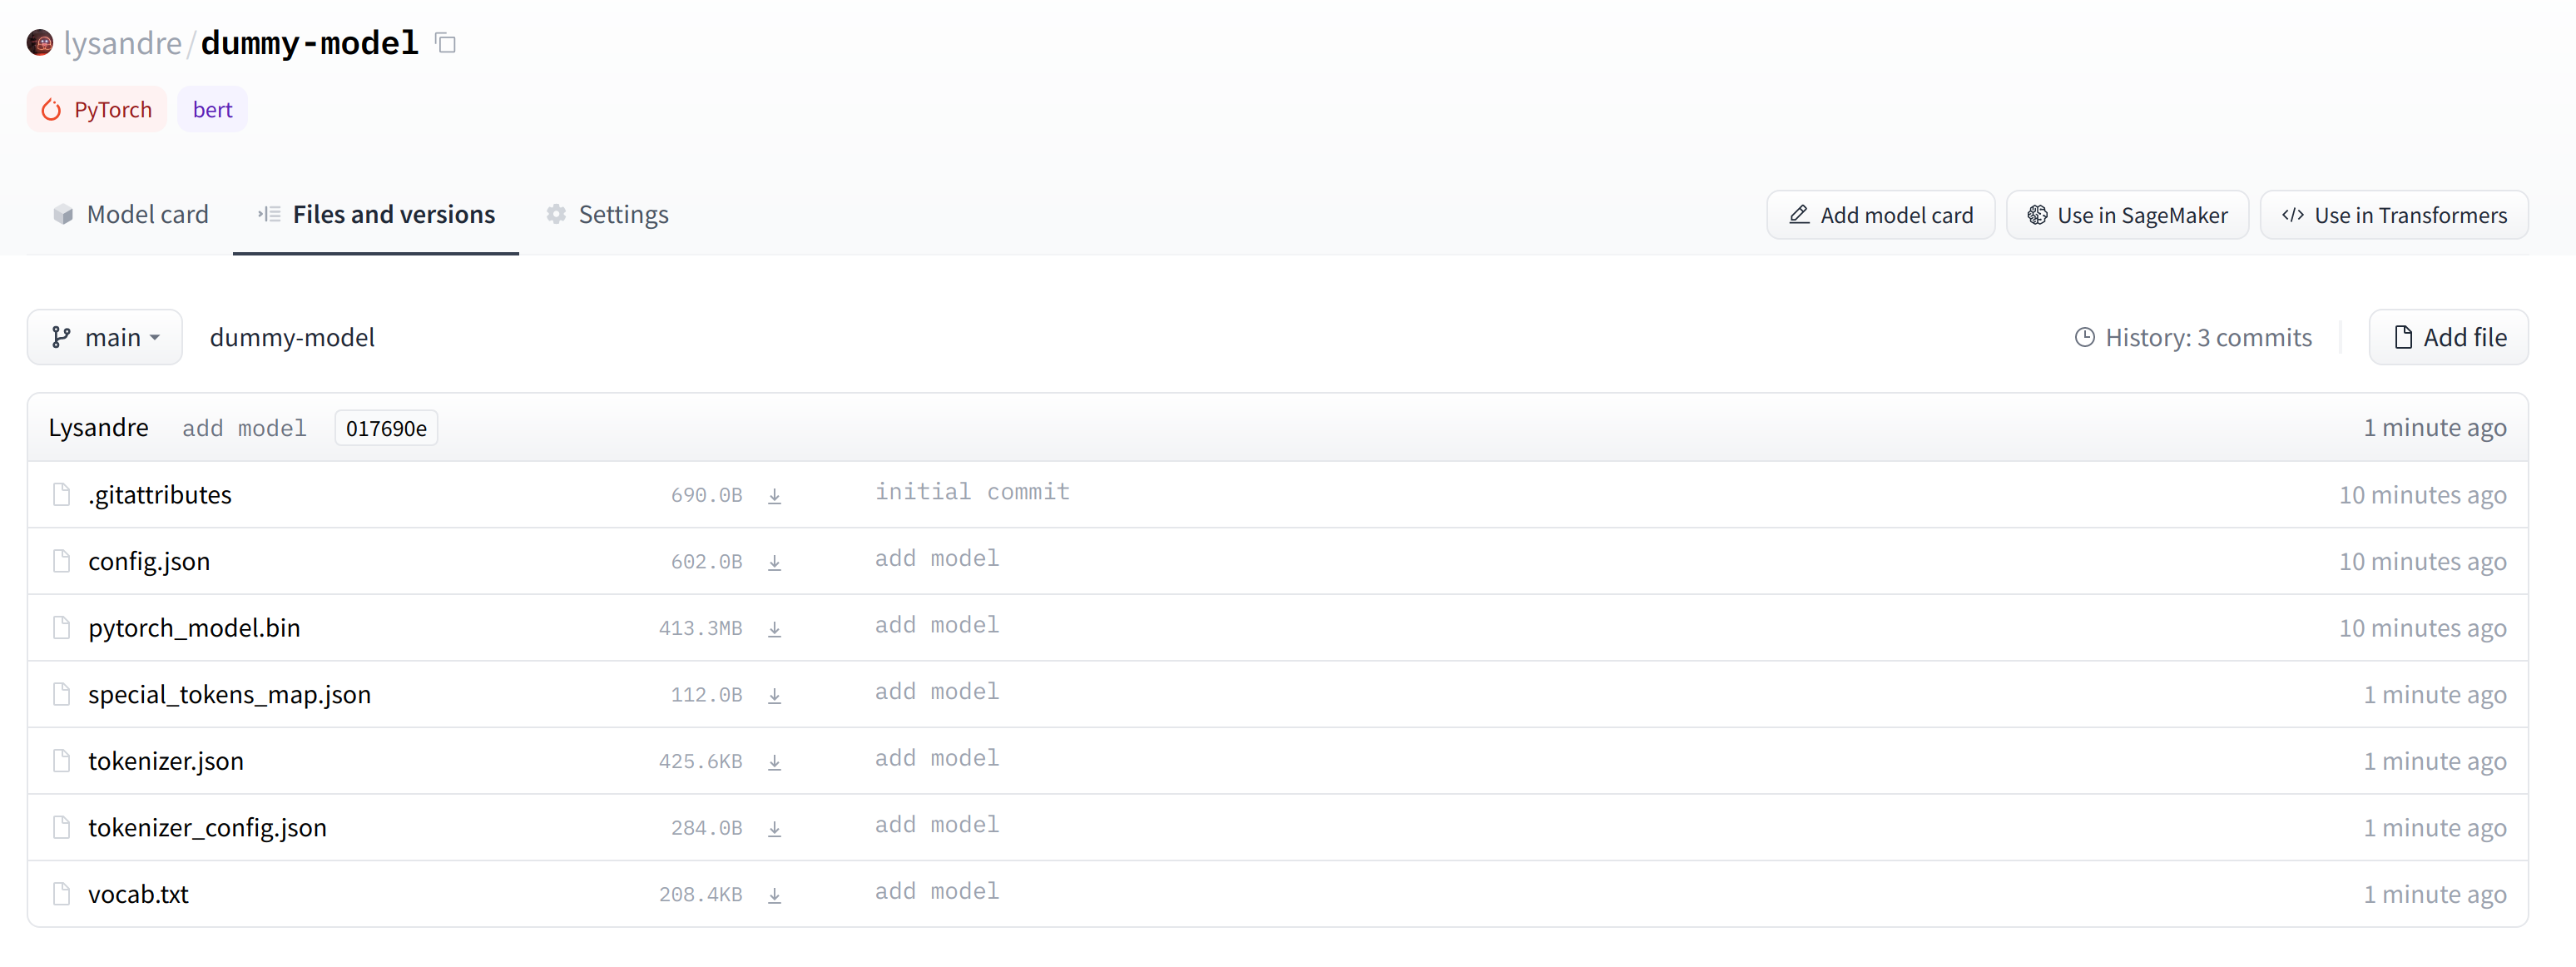 lysandre/dummy-model
PyTorch bert
Model card Files and versions Settings Add model card Use in SageMaker </> Use in Transformers
main dummy-model History: 3 commits Add file
Lysandre add model 017690e 1 minute ago
.gitattributes 690.0B initial commit 10 minutes ago
config.json 602.0B add model 10 minutes ago
pytorch_model.bin 413.3MB add model 10 minutes ago
special_tokens_map.json 112.0B add model 1 minute ago
tokenizer.json 425.6KB add model 1 minute ago
tokenizer_config.json 284.0B add model 1 minute ago
vocab.txt 208.4KB add model 1 minute ago